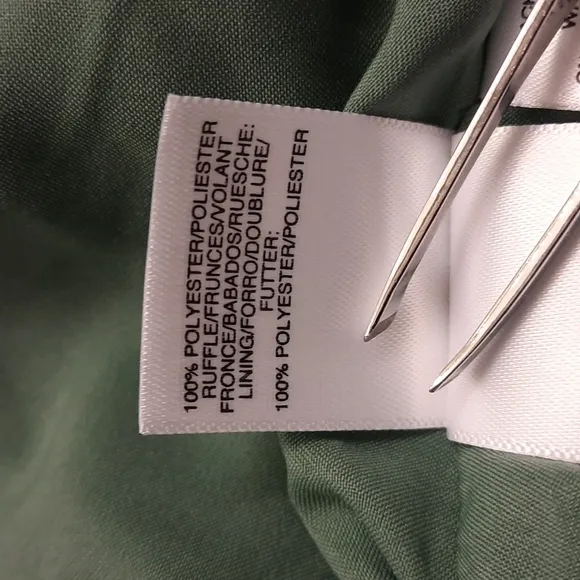 100% POLYESTER/POLIESTER
RUFFLE/FRUNCES/VOLANT
FRONCE/BABADOS/RUESCHE:
LINING/FORRO/DOUBLURE/
FUTTER:
100% POLYESTER/POLIESTER